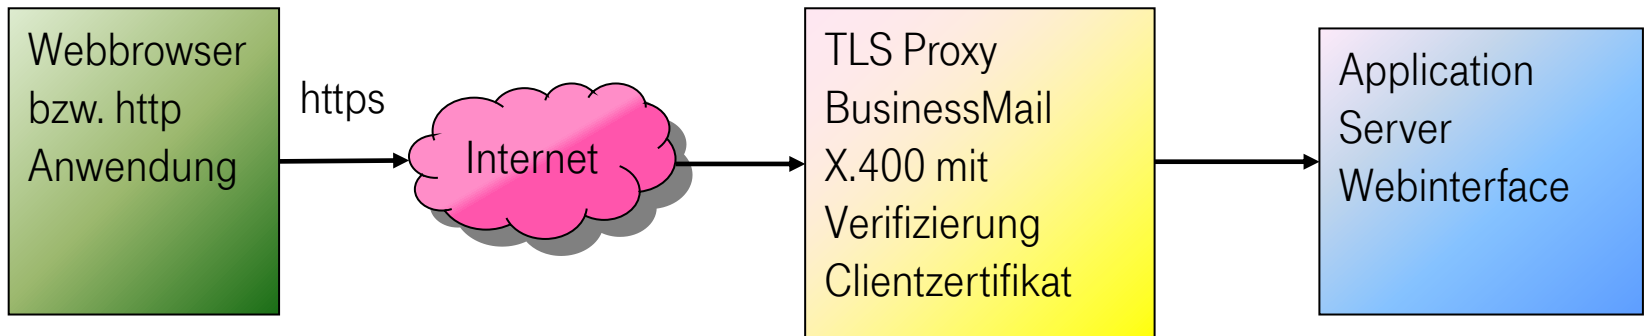 Webbrowser
bzw. http
Anwendung
https
Internet
TLS Proxy
BusinessMail
X.400 mit
Verifizierung
Clientzertifikat
Application
Server
Webinterface